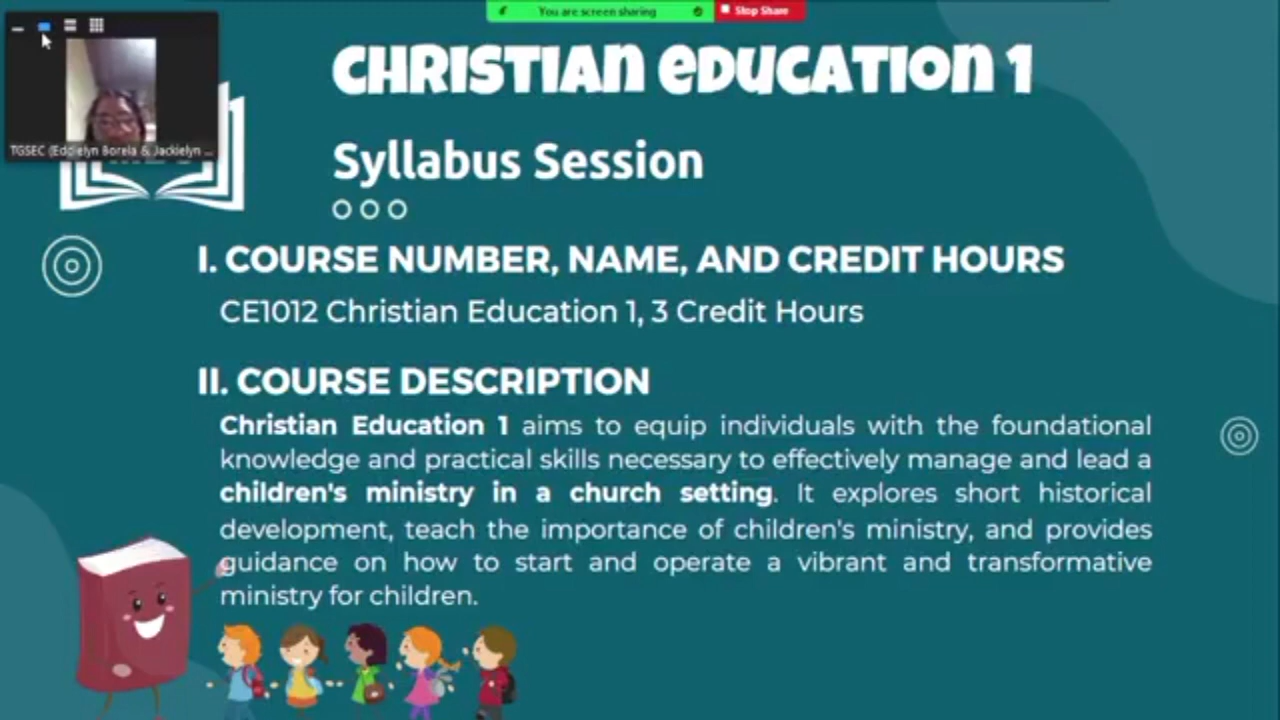 You are screen sharing
Stop Share
TGSEC (Eddielyn Borela & Jackielyn ...
CHRISTIAN EDUCATION 1
Syllabus Session
I. COURSE NUMBER, NAME, AND CREDIT HOURS
CE1012 Christian Education 1, 3 Credit Hours
II. COURSE DESCRIPTION
Christian Education 1 aims to equip individuals with the foundational
knowledge and practical skills necessary to effectively manage and lead a
children's ministry in a church setting. It explores short historical
development, teach the importance of children's ministry, and provides
guidance on how to start and operate a vibrant and transformative
ministry for children.